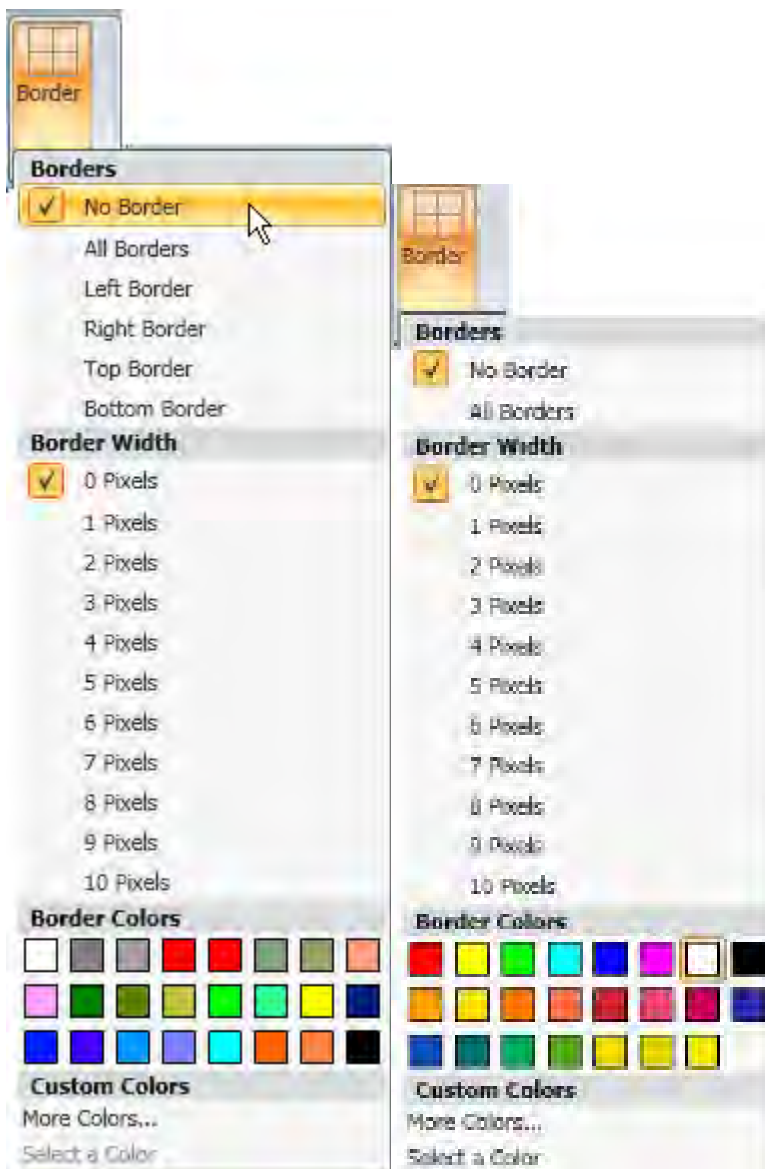 Border
Borders
No Border
All Borders
Left Border
Right Border
Top Border
Bottom Border
Border Width
0 Pixels
1 Pixels
2 Pixels
3 Pixels
4 Pixels
5 Pixels
6 Pixels
7 Pixels
8 Pixels
9 Pixels
10 Pixels
Border Colors
Custom Colors
More Colors...
Select a Color
Border
Borders
No Border
All Borders
Border Width
0 Pixels
1 Pixels
2 Pixels
3 Pixels
4 Pixels
5 Pixels
6 Pixels
7 Pixels
8 Pixels
9 Pixels
10 Pixels
Border Colors
Custom Colors
More Colors...
Select a Color